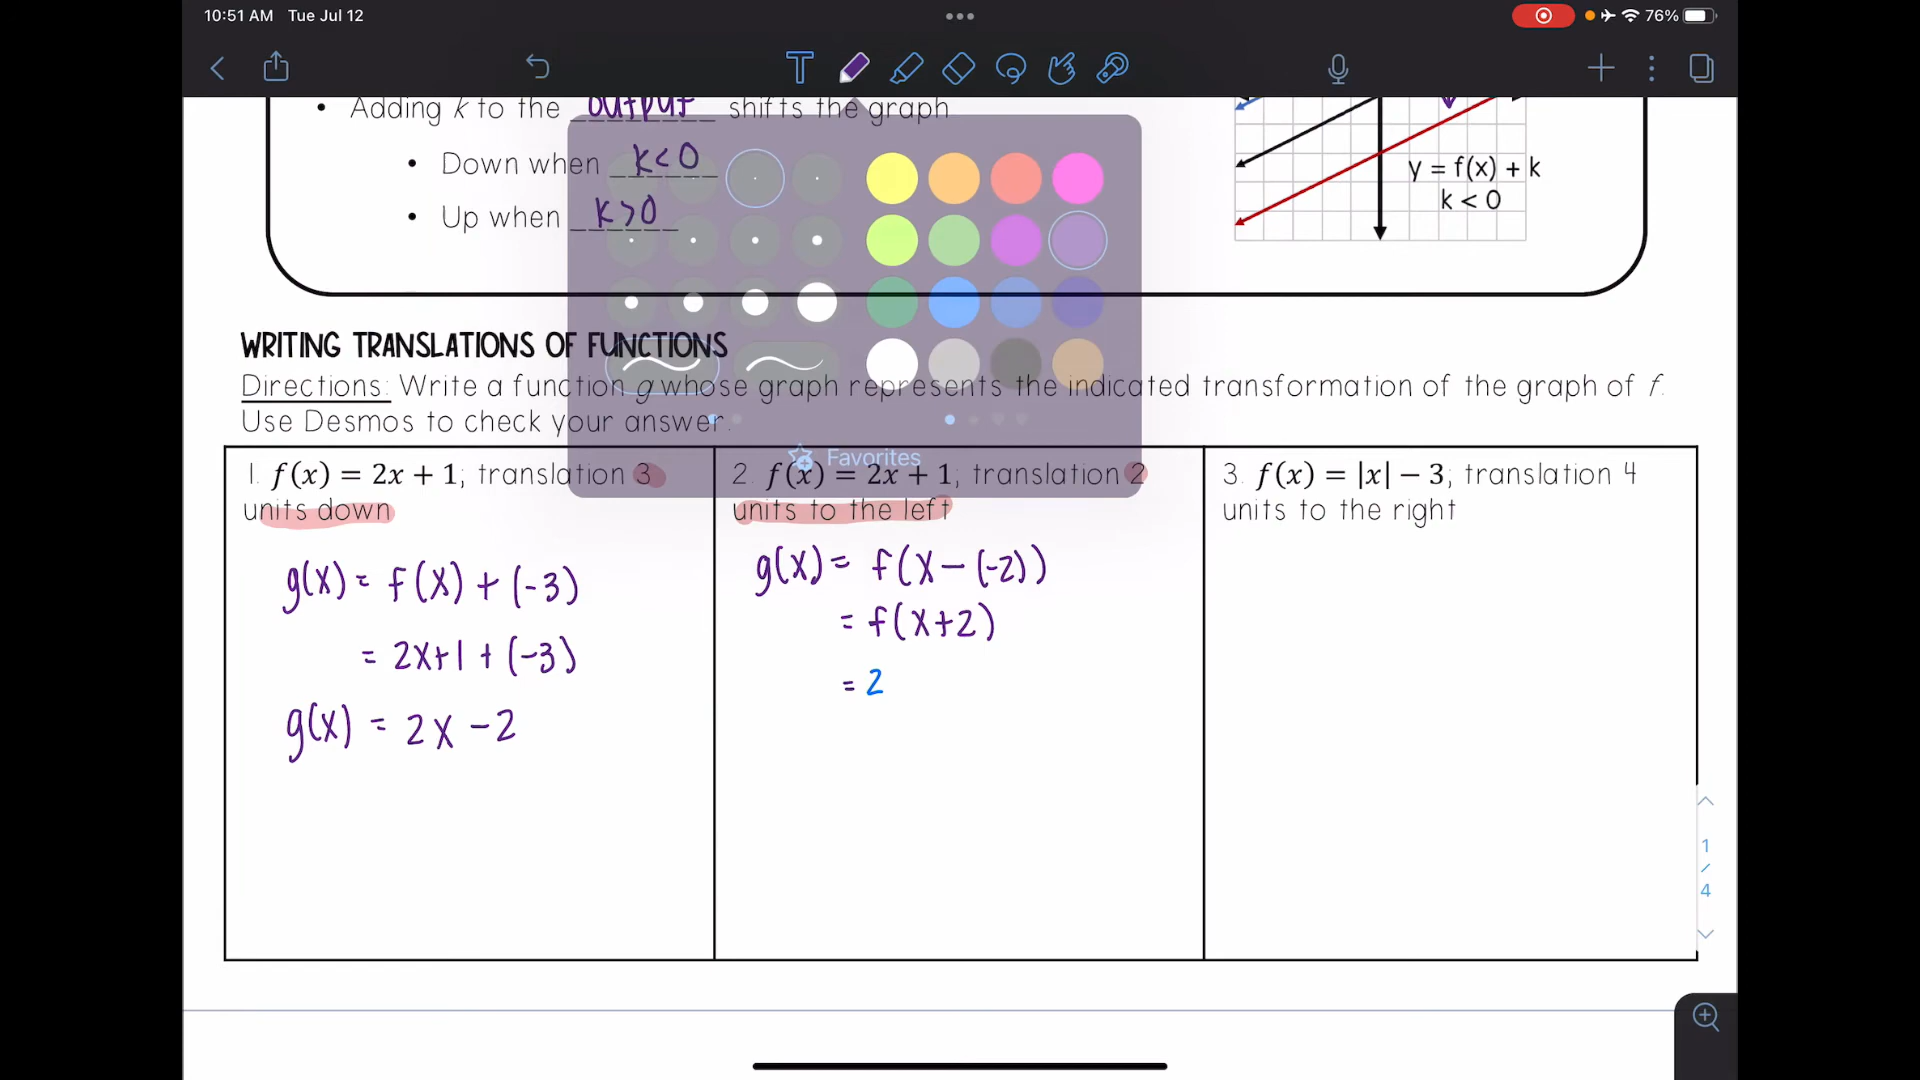 10:51 AM Tue Jul 12
76%
• Adding k to the output shifts the graph
• Down when k<0
• Up when k>0
y = f(x) + k
k < 0
WRITING TRANSLATIONS OF FUNCTIONS
Directions: Write a function g whose graph represents the indicated transformation of the graph of f.
Use Desmos to check your answer.
Favorites
1. f(x) = 2x + 1; translation 3
units down
g(x) = f(x) + (-3)
= 2x+1 + (-3)
g(x) = 2x -2
2. f(x) = 2x + 1; translation 2
units to the left
g(x) = f(x-(-2))
= f(x+2)
= 2
3. f(x) = |x| − 3; translation 4
units to the right
1
/
4